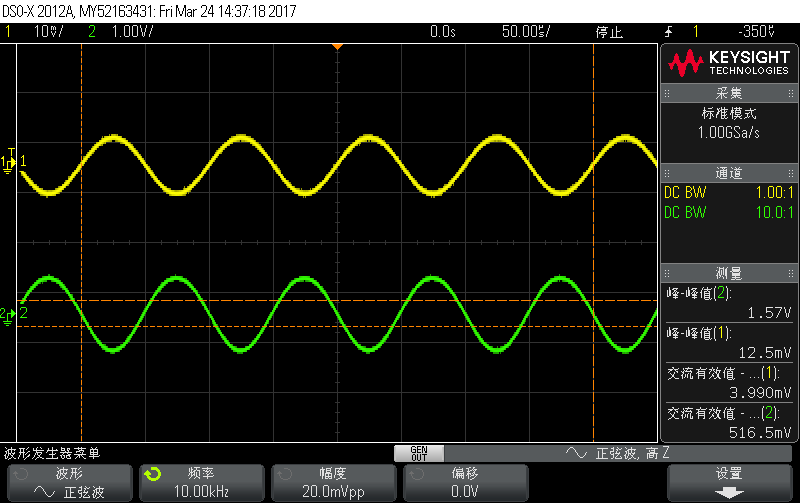 DSO-X 2012A, MY52163431: Fri Mar 24 14:37:18 2017
1 10mV/ 2 1.00V/ 0.0s 50.00us/ 停止 1 -350uV
KEYSIGHT
TECHNOLOGIES
采集
标准模式
1.00GSa/s
通道
DC BW 1.00:1
DC BW 10.0:1
测量
峰-峰值(2):
1.57V
峰-峰值(1):
12.5mV
交流有效值 - ...(1):
3.990mV
交流有效值 - ...(2):
516.5mV
T
1 1
2 2
波形发生器菜单 GEN OUT 正弦波, 高 Z
波形 频率 幅度 偏移 设置
正弦波 10.00kHz 20.0mVpp 0.0V